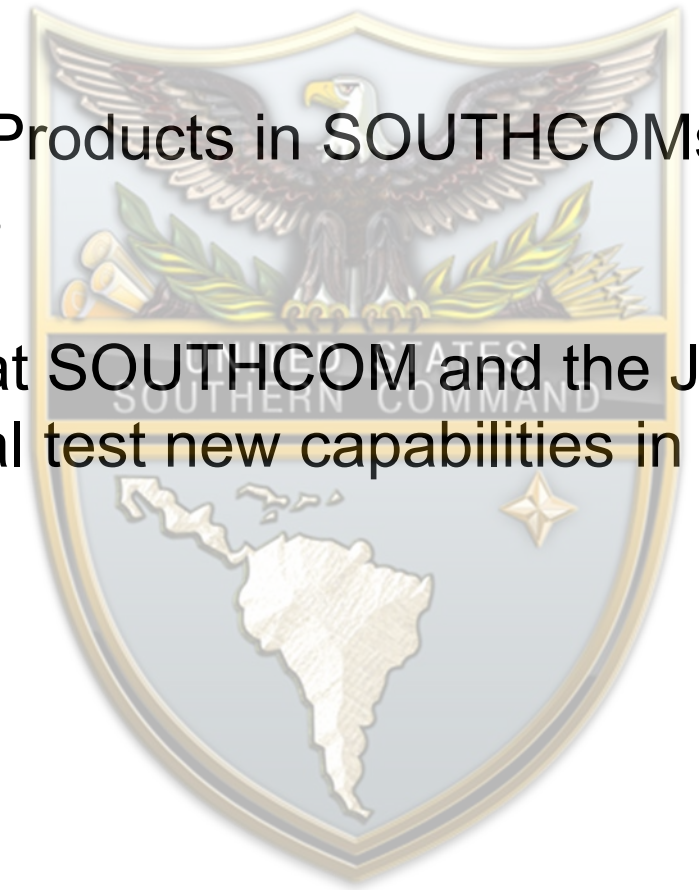 Products in SOUTHCOMs
at SOUTHCOM and the J
UNITED STATES
SOUTHERN COMMAND
al test new capabilities in